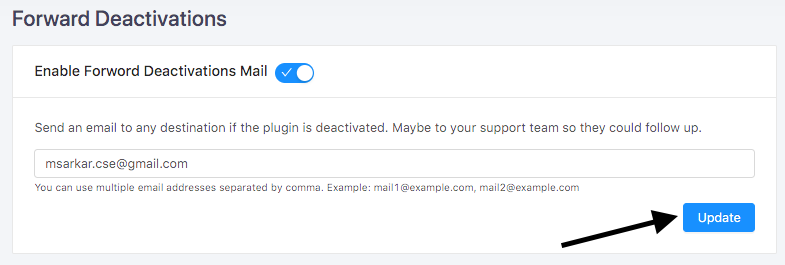 Forward Deactivations
Enable Forword Deactivations Mail
Send an email to any destination if the plugin is deactivated. Maybe to your support team so they could follow up.
msarkar.cse@gmail.com
You can use multiple email addresses separated by comma. Example: mail1@example.com, mail2@example.com
Update